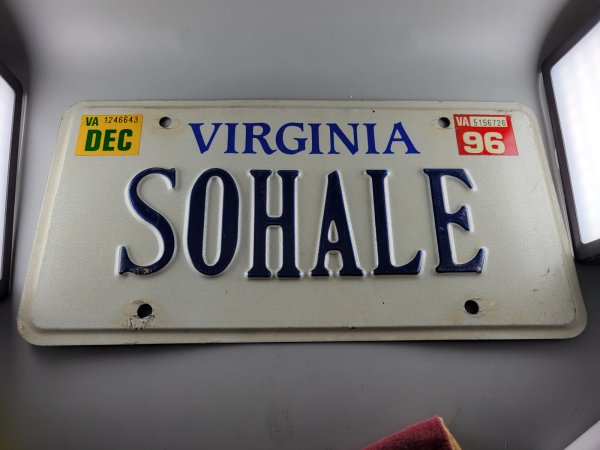 VA 1246643
DEC
VIRGINIA
VA 5156726
96
SOHALE